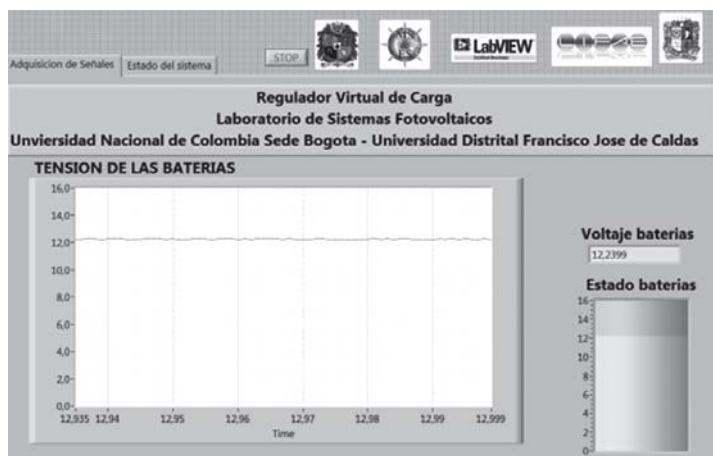 Adquisicion de Señales
Estado del sistema
STOP
LabVIEW
Regulador Virtual de Carga
Laboratorio de Sistemas Fotovoltaicos
Unviersidad Nacional de Colombia Sede Bogota - Universidad Distrital Francisco Jose de Caldas
TENSION DE LAS BATERIAS
16,0
14,0
12,0
10,0
8,0
6,0
4,0
2,0
0,0
12,935 12,94 12,95 12,96 12,97 12,98 12,99 12,999
Time
Voltaje baterias
12,2399
Estado baterias
16
14
12
10
8
6
4
2
0